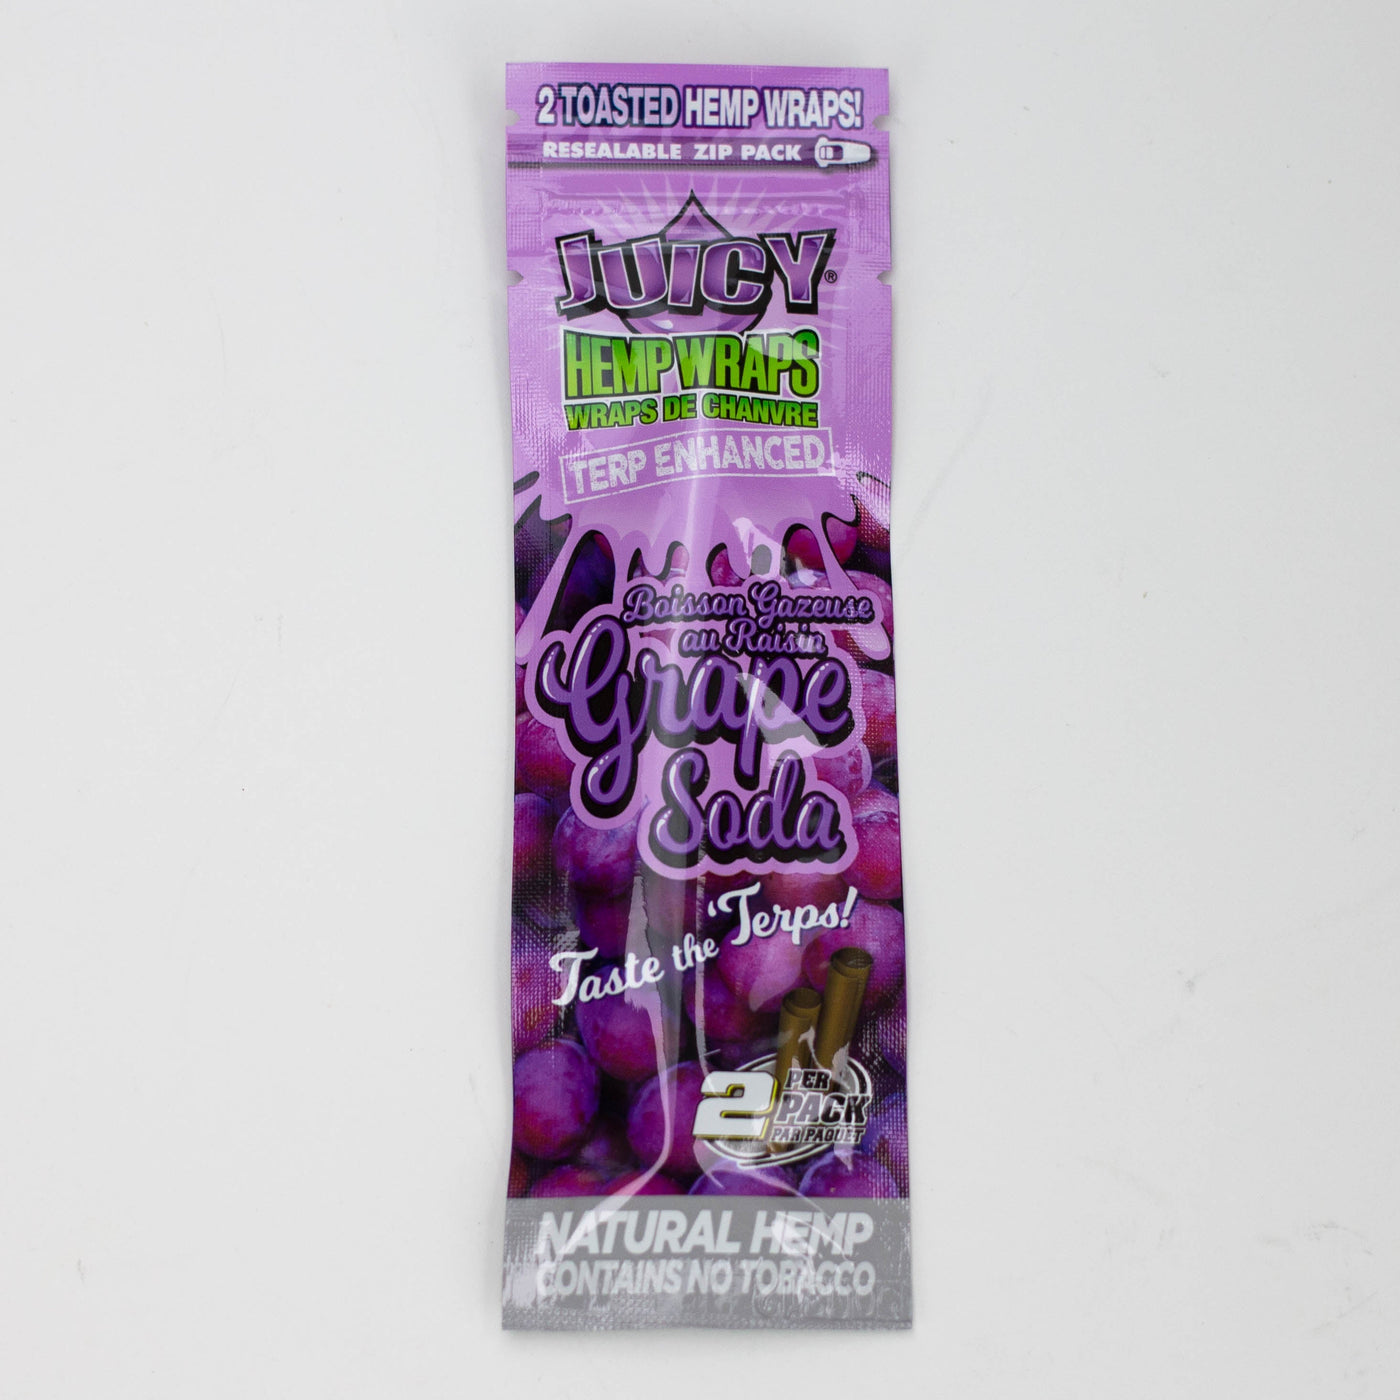 2 TOASTED HEMP WRAPS!
RESEALABLE ZIP PACK
JUICY®
HEMP WRAPS
WRAPS DE CHANVRE
TERP ENHANCED
Boisson Gazeuse
au Raisin
Grape
Soda
Taste the 'Terps!
2 PER
PACK
PAR PAQUET
NATURAL HEMP
CONTAINS NO TOBACCO